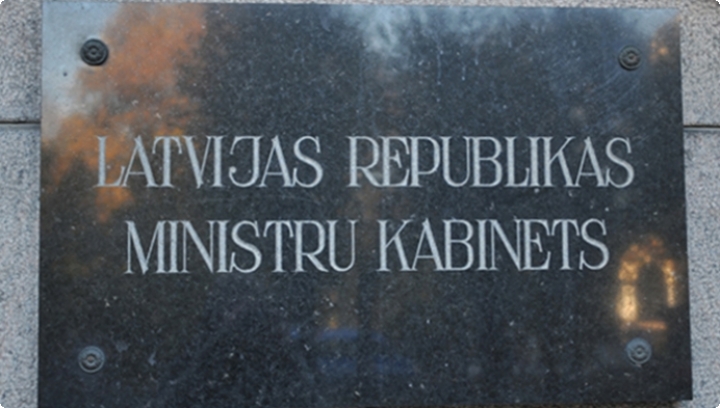 LATVIJAS REPUBLIKAS
MINISTRU KABINETS